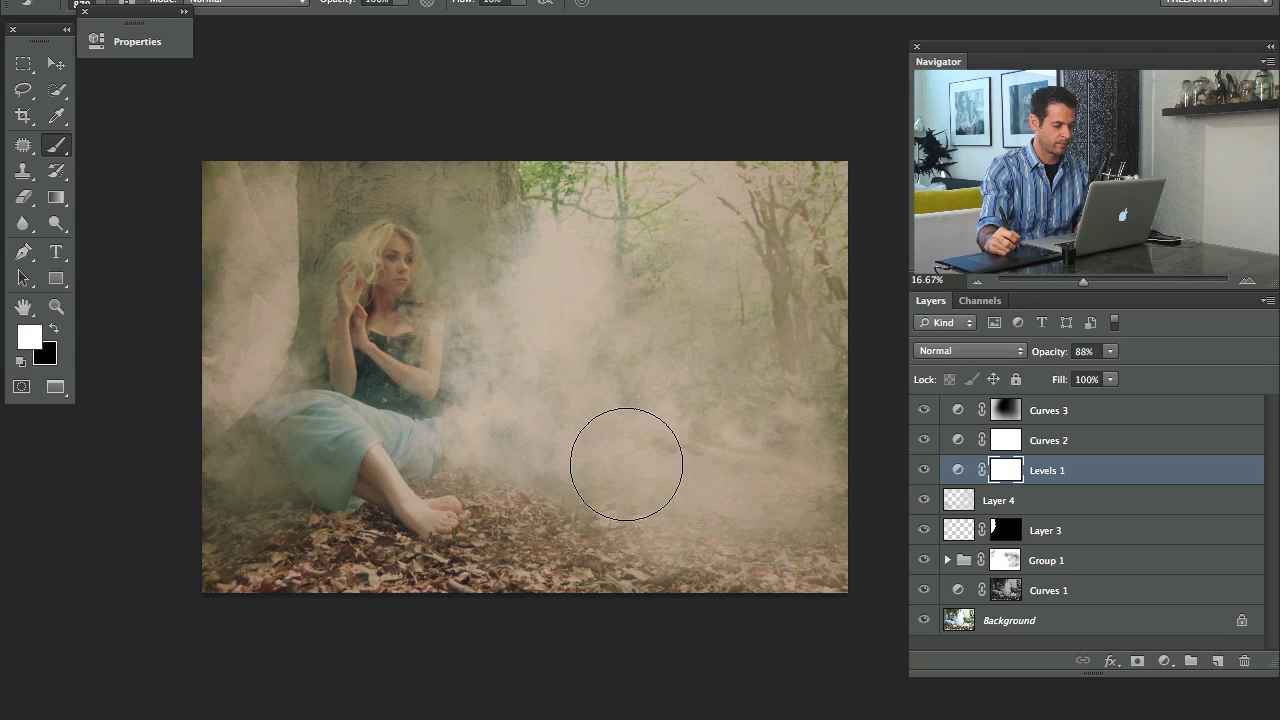 Mode: Normal Opacity: 100% Flow: 10%
Properties
Navigator
16.67%
Layers Channels
Kind
Normal Opacity: 88%
Lock: Fill: 100%
Curves 3
Curves 2
Levels 1
Layer 4
Layer 3
Group 1
Curves 1
Background